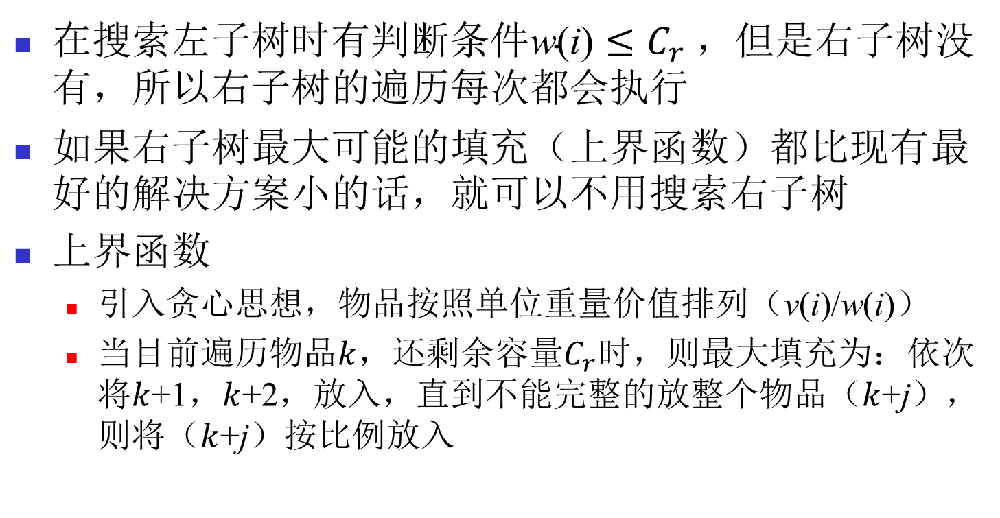 在搜索左子树时有判断条件w(i) ≤ Cᵣ ，但是右子树没
有，所以右子树的遍历每次都会执行
如果右子树最大可能的填充（上界函数）都比现有最
好的解决方案小的话，就可以不用搜索右子树
上界函数
引入贪心思想，物品按照单位重量价值排列（v(i)/w(i)）
当目前遍历物品k，还剩余容量Cᵣ时，则最大填充为：依次
将k+1，k+2，放入，直到不能完整的放整个物品（k+j），
则将（k+j）按比例放入